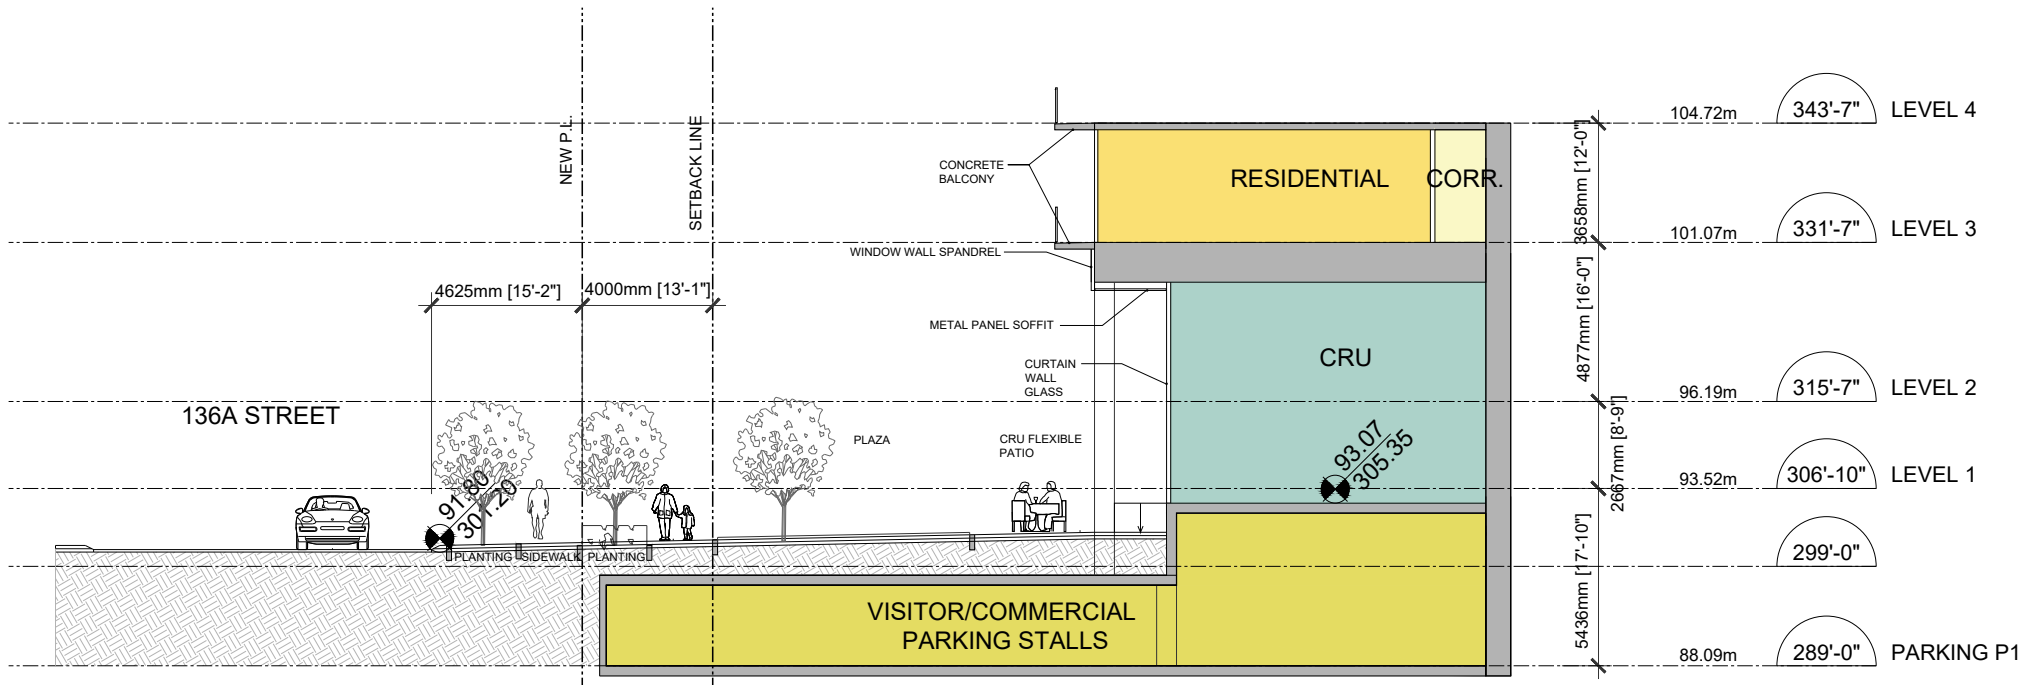 104.72m
343'-7"
LEVEL 4
NEW P.L.
SETBACK LINE
CONCRETE
BALCONY
RESIDENTIAL
CORR.
3658mm [12'-0"]
101.07m
331'-7"
LEVEL 3
WINDOW WALL SPANDREL
4625mm [15'-2"]
4000mm [13'-1"]
METAL PANEL SOFFIT
CURTAIN
WALL
GLASS
CRU
4877mm [16'-0"]
96.19m
315'-7"
LEVEL 2
136A STREET
PLAZA
CRU FLEXIBLE
PATIO
93.07
305.35
2667mm [8'-9"]
93.52m
306'-10"
LEVEL 1
91.80
301.20
PLANTING
SIDEWALK
PLANTING
299'-0"
5436mm [17'-10"]
VISITOR/COMMERCIAL
PARKING STALLS
88.09m
289'-0"
PARKING P1